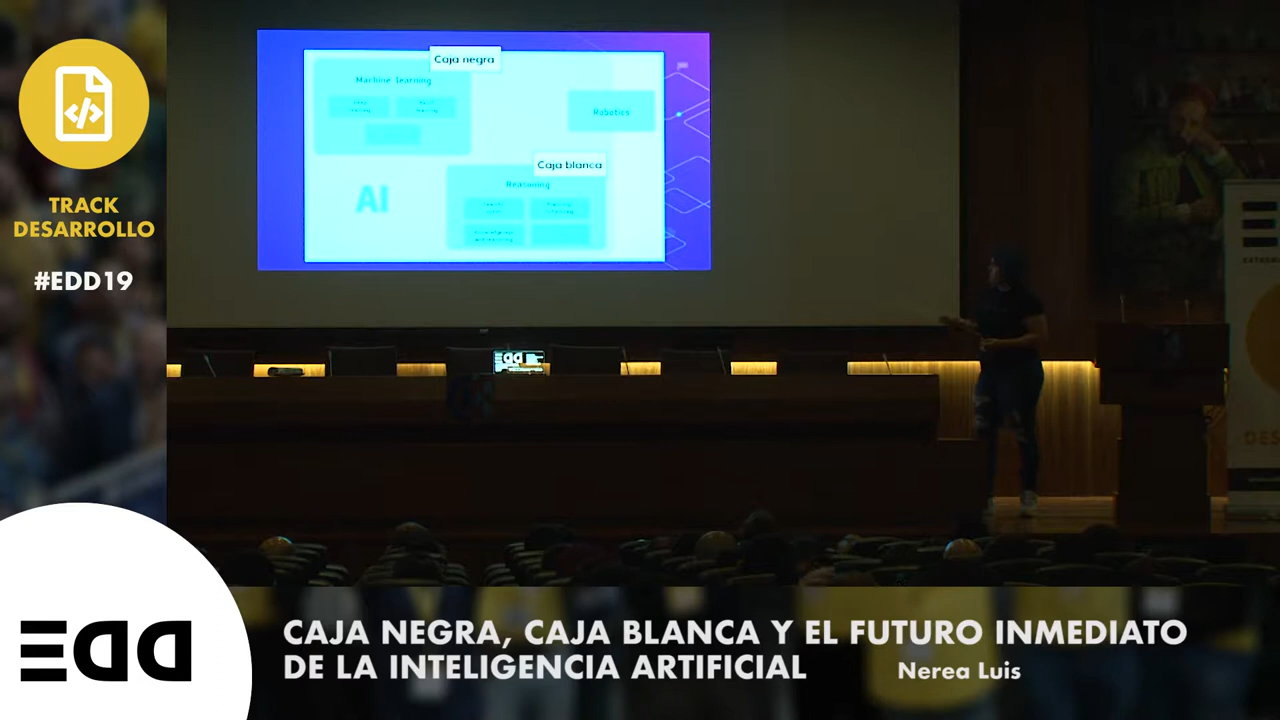 TRACK
DESARROLLO
#EDD19
Caja negra
Machine learning
Robotics
Caja blanca
Reasoning
AI
EDD
EDD
CAJA NEGRA, CAJA BLANCA Y EL FUTURO INMEDIATO
DE LA INTELIGENCIA ARTIFICIAL
Nerea Luis